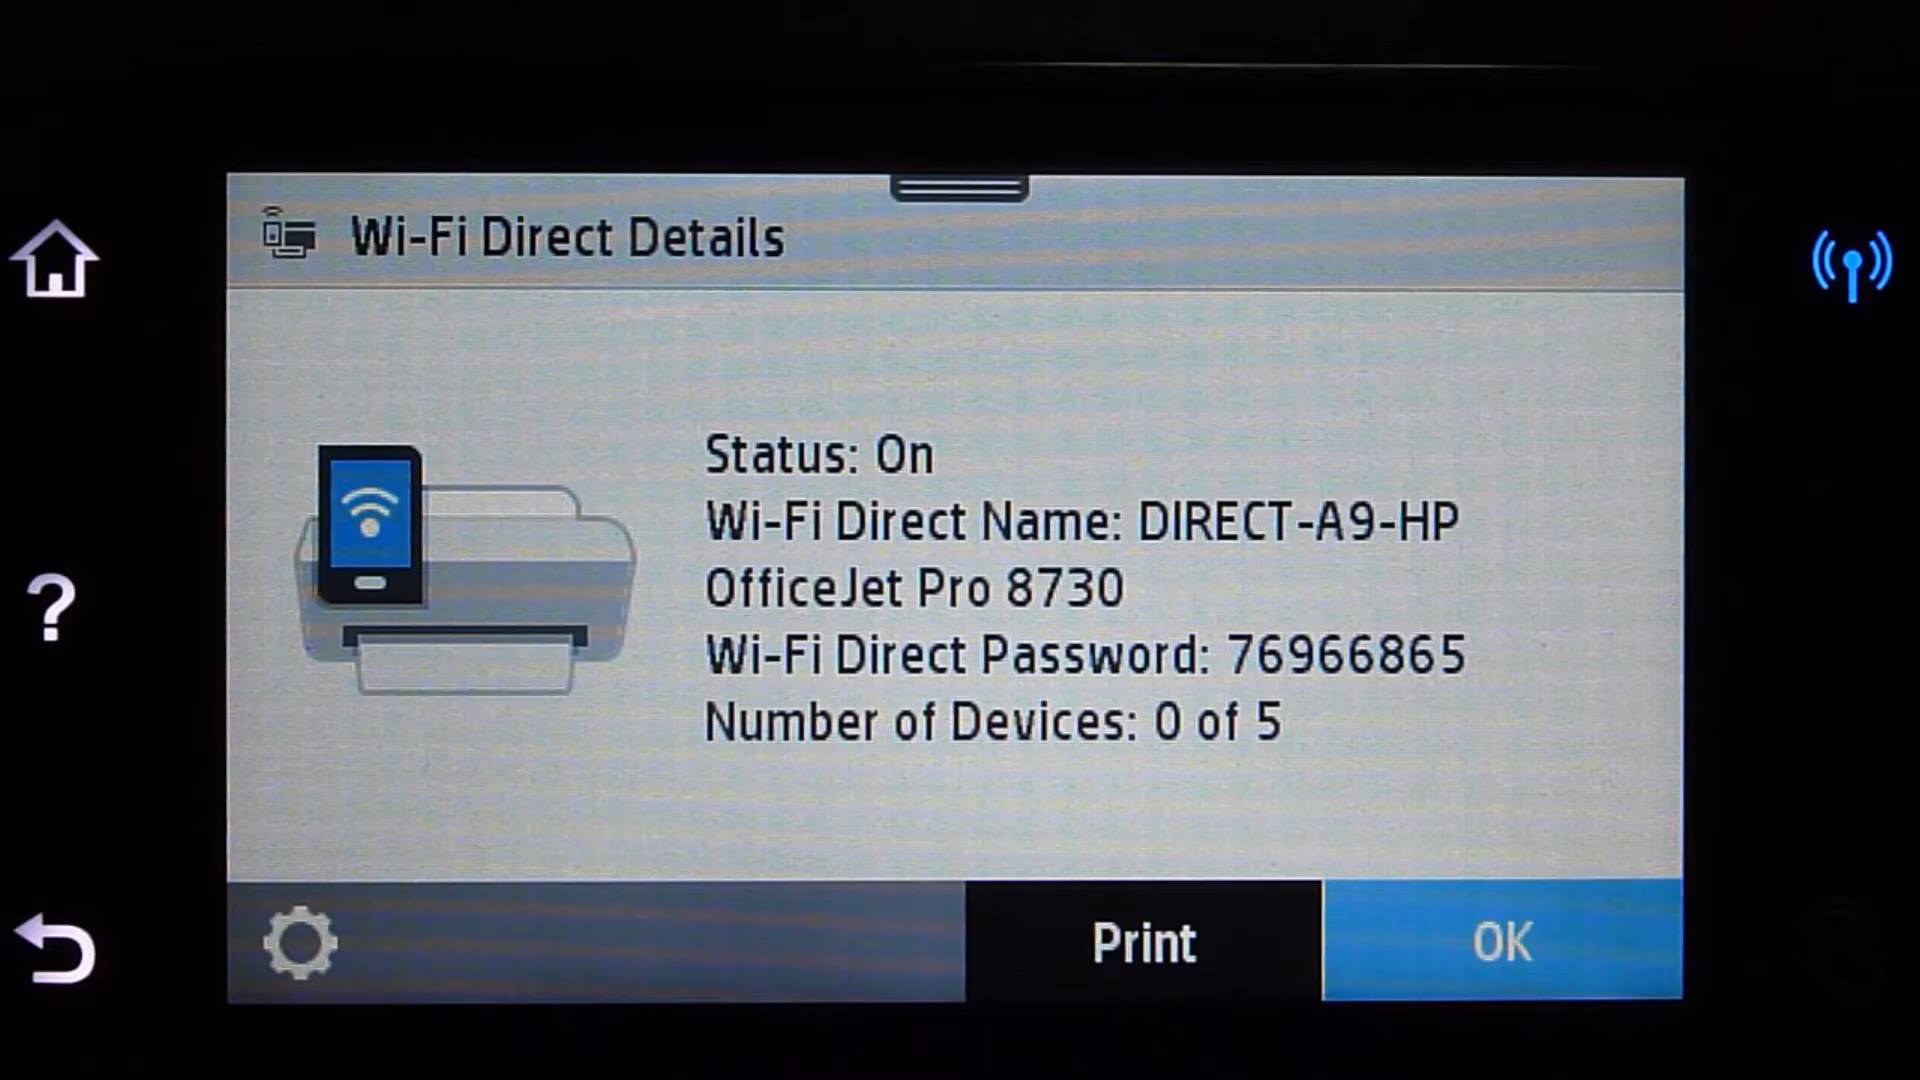 Wi-Fi Direct Details
Status: On
Wi-Fi Direct Name: DIRECT-A9-HP
OfficeJet Pro 8730
Wi-Fi Direct Password: 76966865
Number of Devices: 0 of 5
Print
OK
?